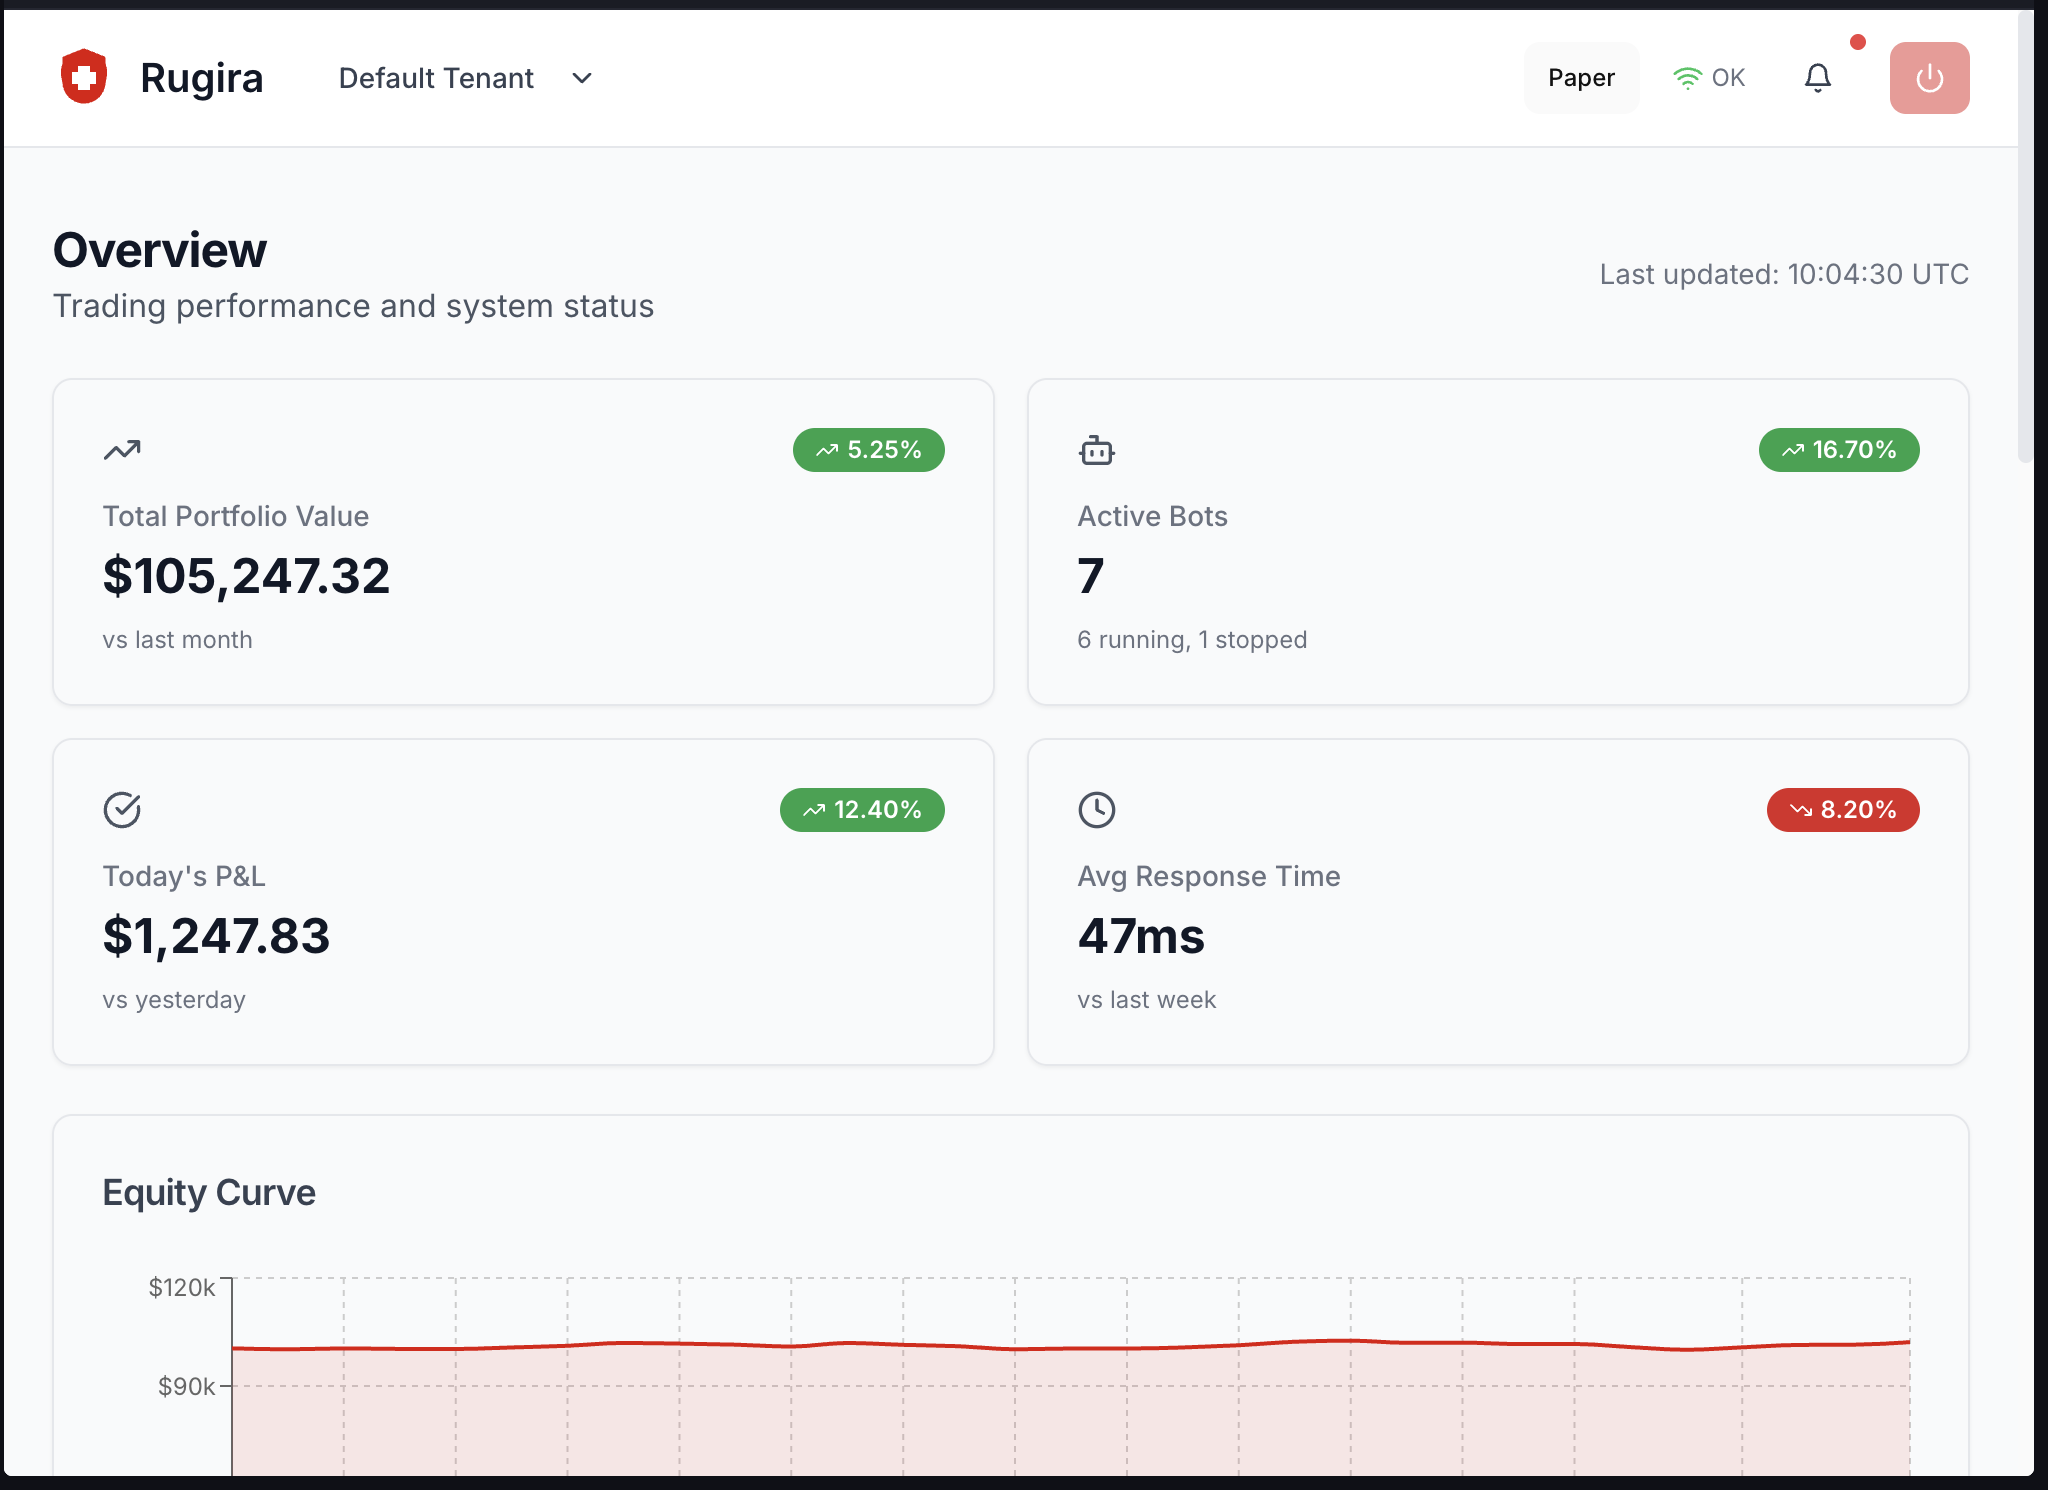 Rugira
Default Tenant
Paper
OK
Overview
Trading performance and system status
Last updated: 10:04:30 UTC
5.25%
Total Portfolio Value
$105,247.32
vs last month
16.70%
Active Bots
7
6 running, 1 stopped
12.40%
Today's P&L
$1,247.83
vs yesterday
8.20%
Avg Response Time
47ms
vs last week
Equity Curve
$120k
$90k